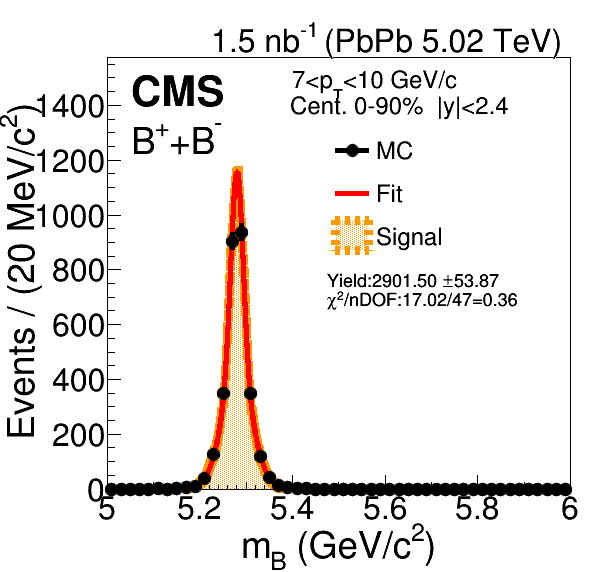 1.5 nb⁻¹ (PbPb 5.02 TeV)
CMS
7<p_T<10 GeV/c
Cent. 0-90% |y|<2.4
B⁺+B⁻
MC
Fit
Signal
Yield:2901.50 ±53.87
χ²/nDOF:17.02/47=0.36
Events / (20 MeV/c²)
1400
1200
1000
800
600
400
200
0
5 5.2 5.4 5.6 5.8 6
m_B (GeV/c²)